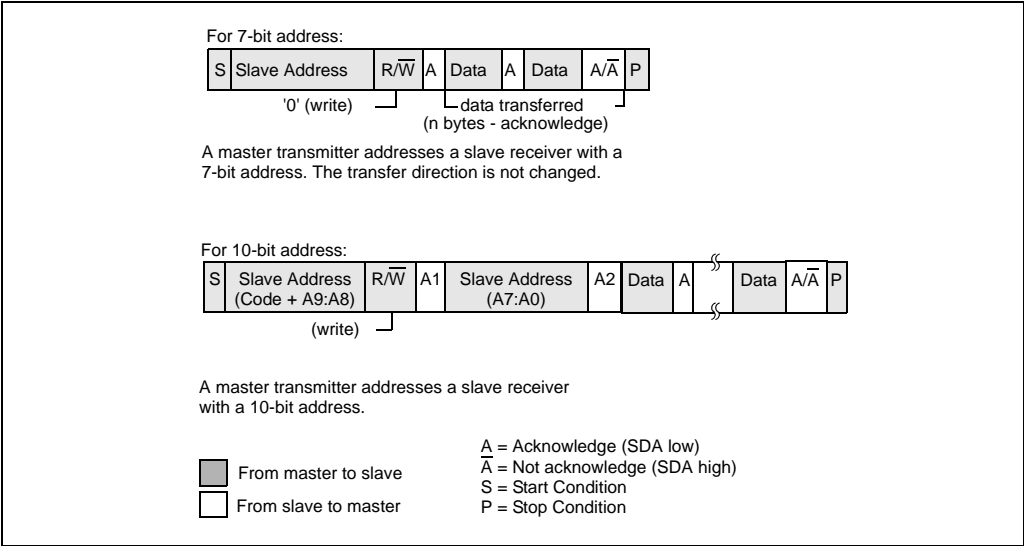 For 7-bit address:
S Slave Address R/W̅ A Data A Data A/A̅ P
'0' (write) data transferred
(n bytes - acknowledge)
A master transmitter addresses a slave receiver with a
7-bit address. The transfer direction is not changed.
For 10-bit address:
S Slave Address R/W̅ A1 Slave Address A2 Data A Data A/A̅ P
(Code + A9:A8) (A7:A0)
(write)
A master transmitter addresses a slave receiver
with a 10-bit address.
From master to slave
From slave to master
A = Acknowledge (SDA low)
A̅ = Not acknowledge (SDA high)
S = Start Condition
P = Stop Condition